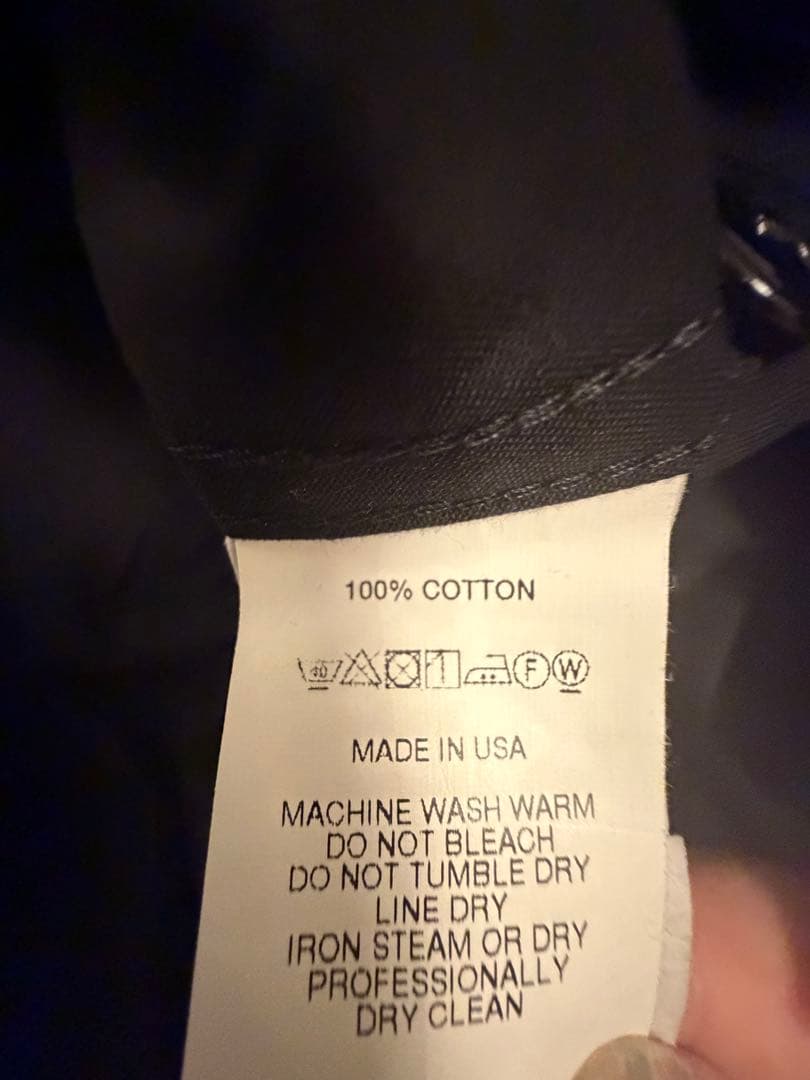 100% COTTON
40 F W
MADE IN USA
MACHINE WASH WARM
DO NOT BLEACH
DO NOT TUMBLE DRY
LINE DRY
IRON STEAM OR DRY
PROFESSIONALLY
DRY CLEAN